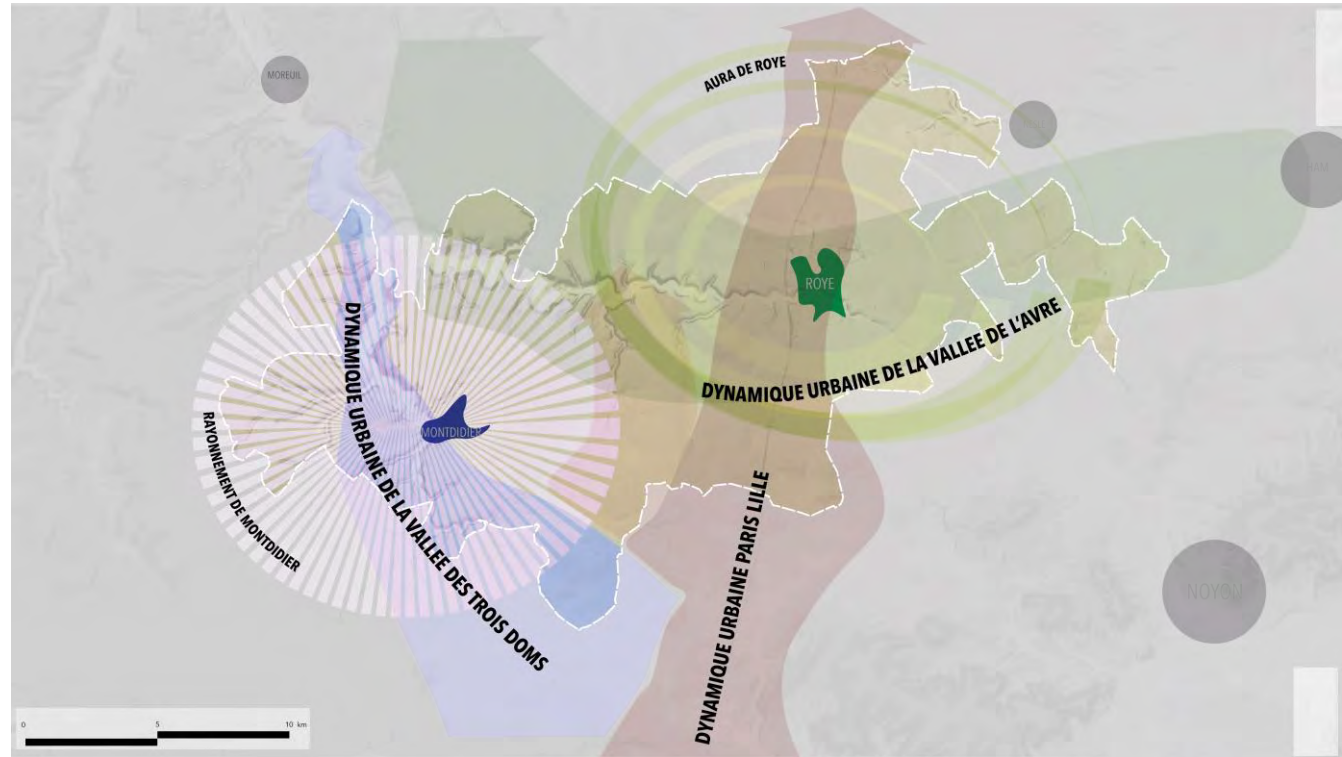 MOREUIL
AURA DE ROYE
HAM
ROYE
DYNAMIQUE URBAINE DE LA VALLEE DE L'AVRE
MONTDIDIER
DYNAMIQUE URBAINE DE LA VALLEE DES TROIS DOMS
RAYONNEMENT DE MONTDIDIER
DYNAMIQUE URBAINE PARIS LILLE
NOYON
0 5 10 km